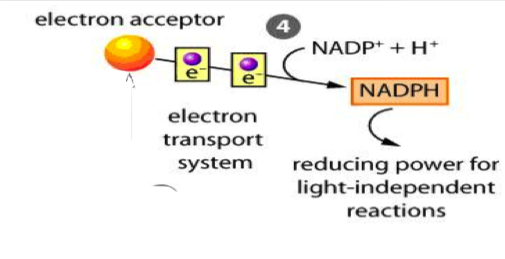 electron acceptor
4
NADP⁺ + H⁺
e⁻
e⁻
NADPH
electron
transport
system
reducing power for
light-independent
reactions